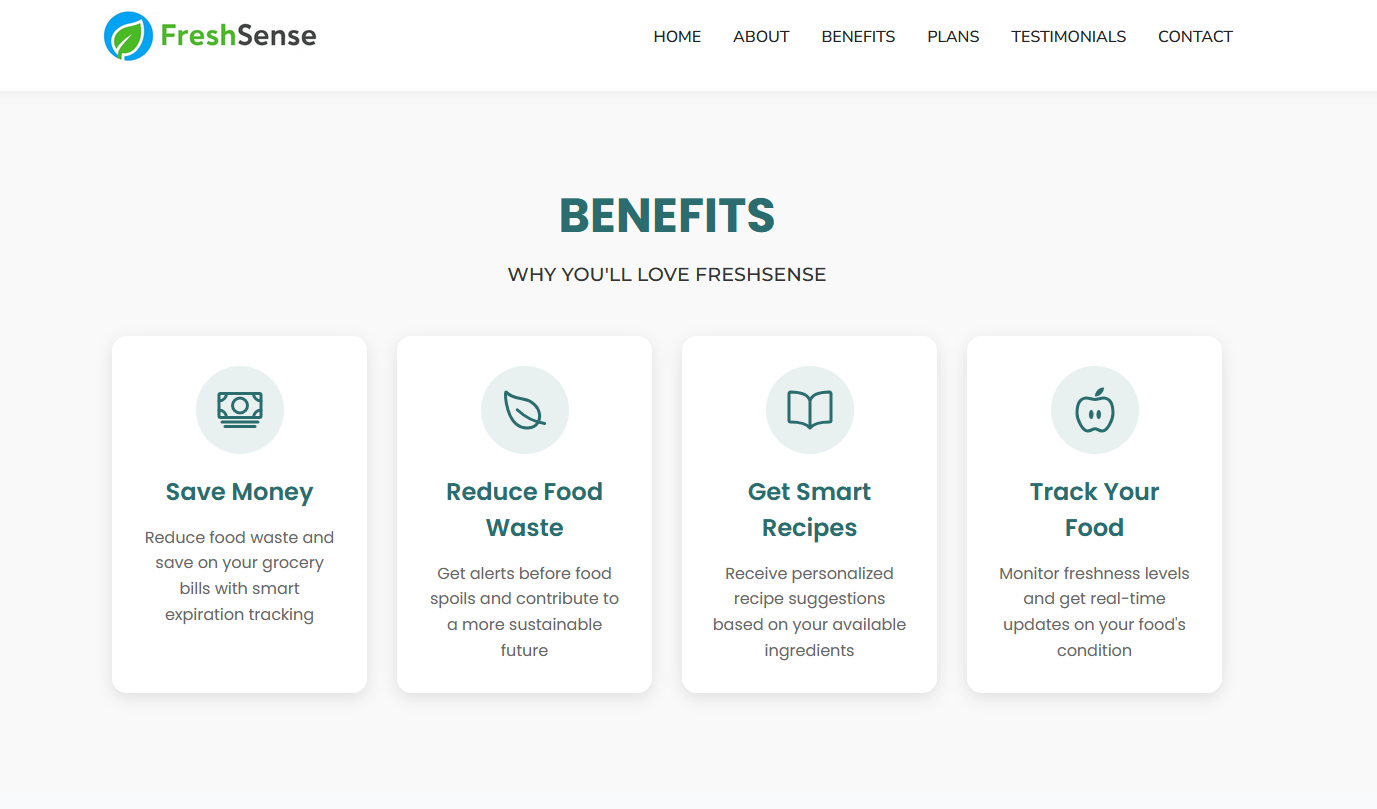 FreshSense
HOME ABOUT BENEFITS PLANS TESTIMONIALS CONTACT
BENEFITS
WHY YOU'LL LOVE FRESHSENSE
Save Money
Reduce food waste and
save on your grocery
bills with smart
expiration tracking
Reduce Food
Waste
Get alerts before food
spoils and contribute to
a more sustainable
future
Get Smart
Recipes
Receive personalized
recipe suggestions
based on your available
ingredients
Track Your
Food
Monitor freshness levels
and get real-time
updates on your food's
condition